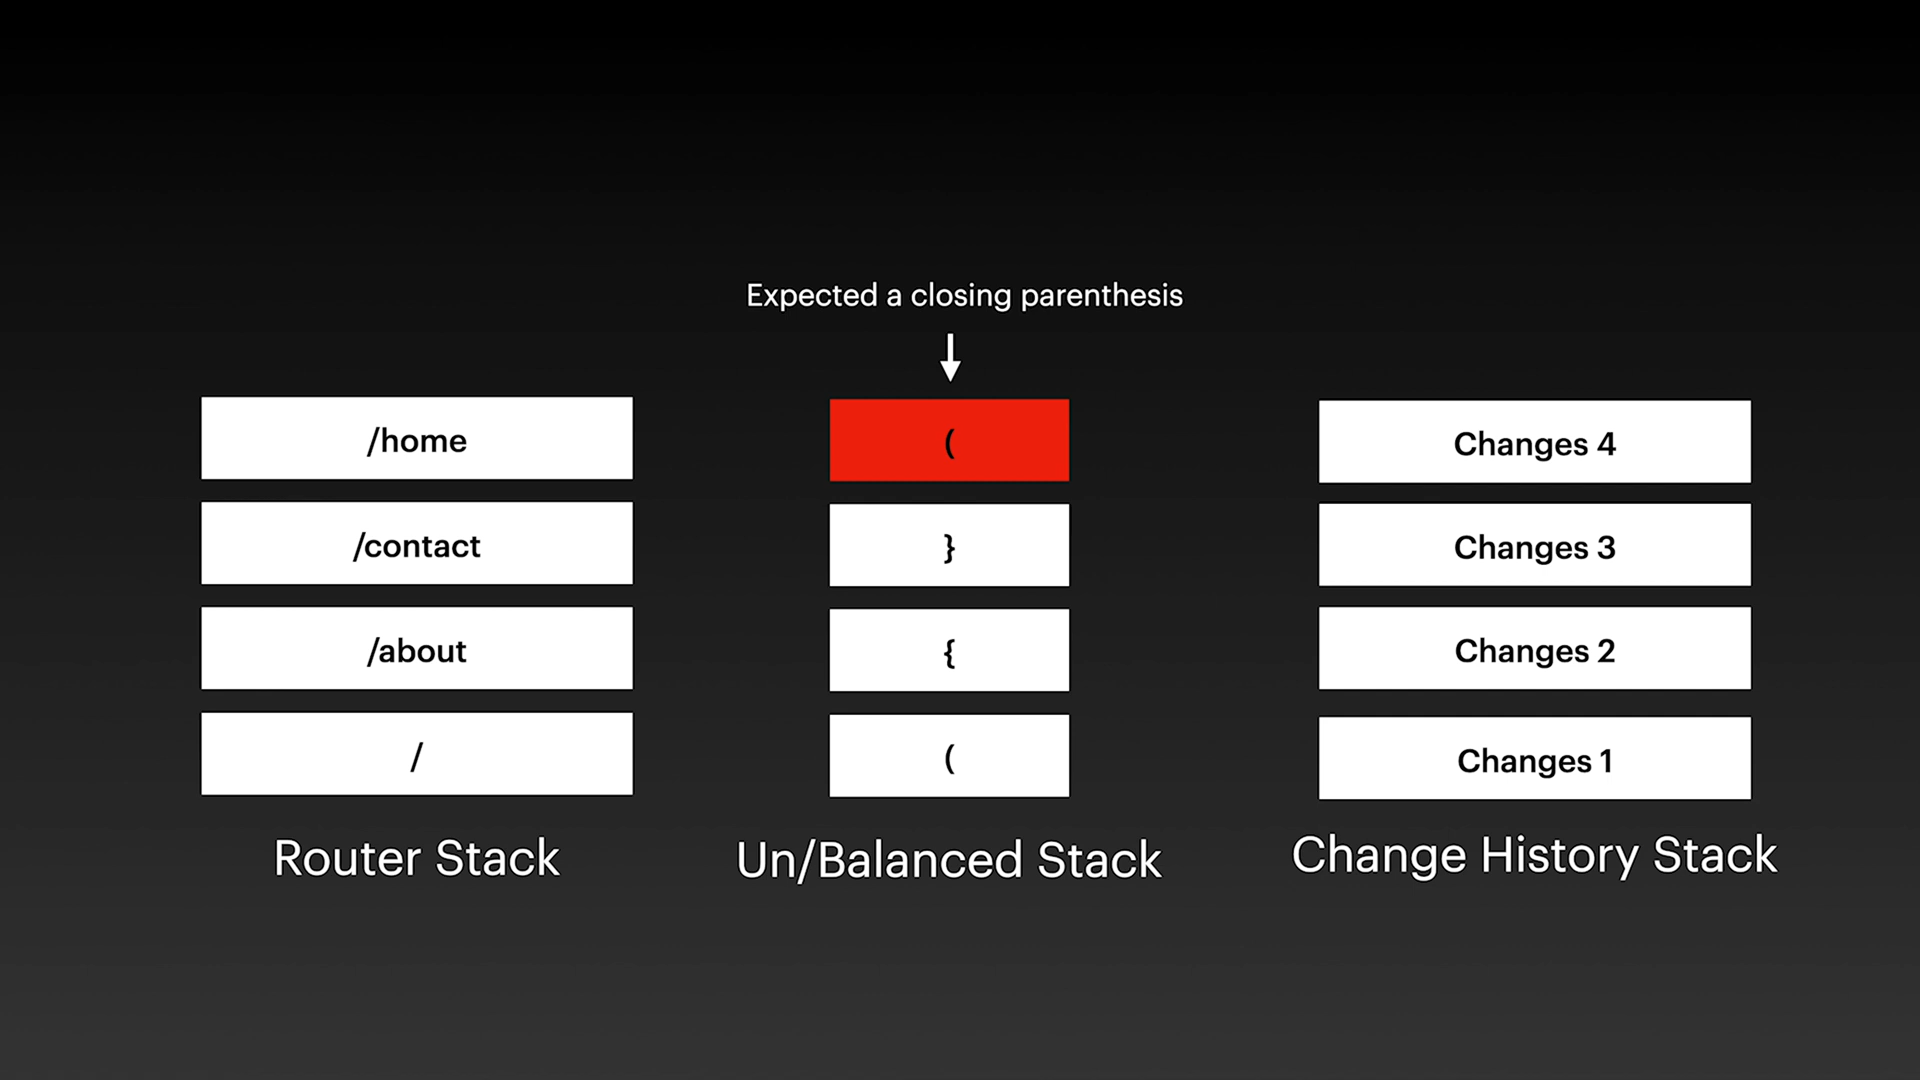 Expected a closing parenthesis
/home
/contact
/about
/
Router Stack
(
}
{
(
Un/Balanced Stack
Changes 4
Changes 3
Changes 2
Changes 1
Change History Stack